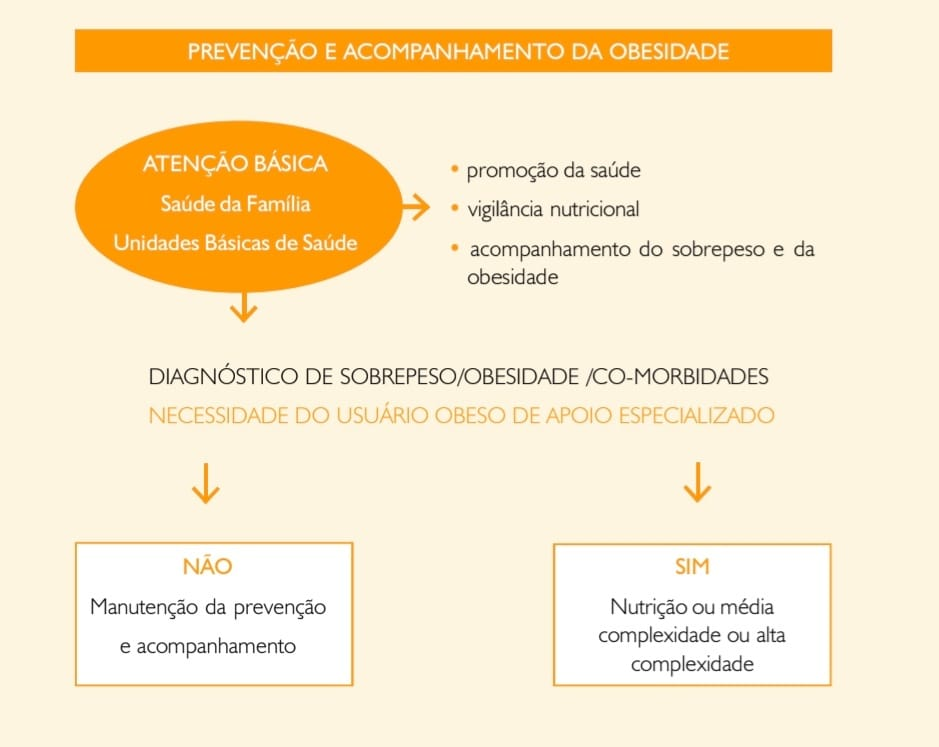 PREVENÇÃO E ACOMPANHAMENTO DA OBESIDADE
ATENÇÃO BÁSICA
Saúde da Família
Unidades Básicas de Saúde
• promoção da saúde
• vigilância nutricional
• acompanhamento do sobrepeso e da
obesidade
DIAGNÓSTICO DE SOBREPESO/OBESIDADE /CO-MORBIDADES
NECESSIDADE DO USUÁRIO OBESO DE APOIO ESPECIALIZADO
NÃO
Manutenção da prevenção
e acompanhamento
SIM
Nutrição ou média
complexidade ou alta
complexidade